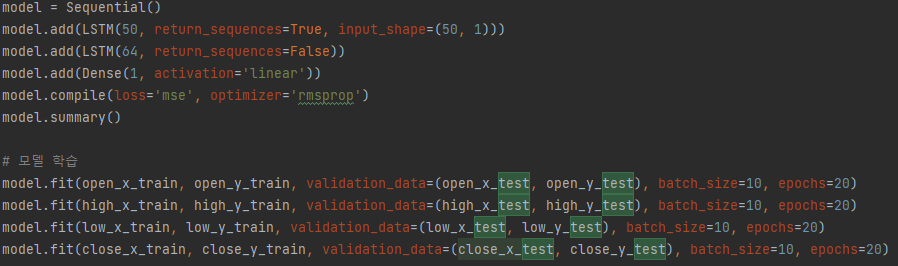 model = Sequential()
model.add(LSTM(50, return_sequences=True, input_shape=(50, 1)))
model.add(LSTM(64, return_sequences=False))
model.add(Dense(1, activation='linear'))
model.compile(loss='mse', optimizer='rmsprop')
model.summary()
# 모델 학습
model.fit(open_x_train, open_y_train, validation_data=(open_x_test, open_y_test), batch_size=10, epochs=20)
model.fit(high_x_train, high_y_train, validation_data=(high_x_test, high_y_test), batch_size=10, epochs=20)
model.fit(low_x_train, low_y_train, validation_data=(low_x_test, low_y_test), batch_size=10, epochs=20)
model.fit(close_x_train, close_y_train, validation_data=(close_x_test, close_y_test), batch_size=10, epochs=20)